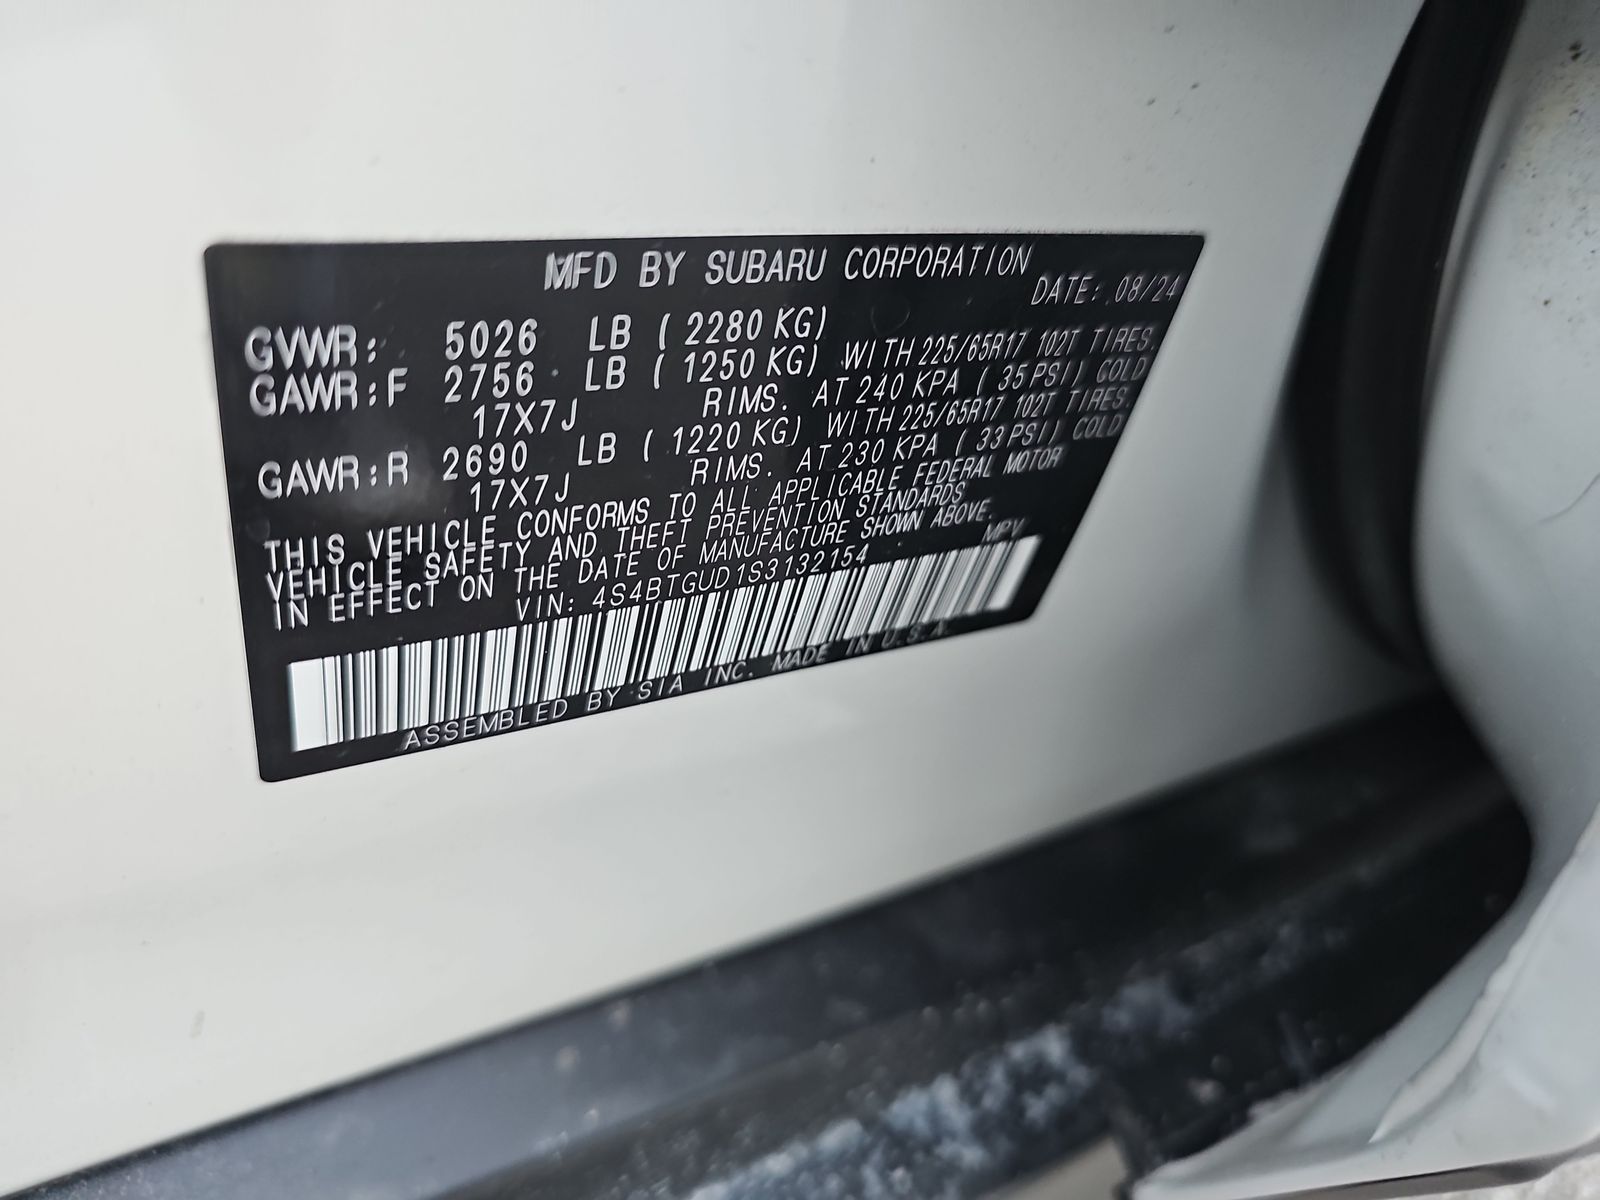 MFD BY SUBARU CORPORATION
DATE: 08/24
GVWR: 5026 LB ( 2280 KG)
GAWR:F 2756 LB ( 1250 KG) WITH 225/65R17 102T TIRES,
17X7J RIMS. AT 240 KPA ( 35 PSI) COLD
GAWR:R 2690 LB ( 1220 KG) WITH 225/65R17 102T TIRES,
17X7J RIMS. AT 230 KPA ( 33 PSI) COLD
THIS VEHICLE CONFORMS TO ALL APPLICABLE FEDERAL MOTOR
VEHICLE SAFETY AND THEFT PREVENTION STANDARDS
IN EFFECT ON THE DATE OF MANUFACTURE SHOWN ABOVE.
VIN: 4S4BTGUD1S3132154 MPV
ASSEMBLED BY SIA INC. MADE IN U.S.A.